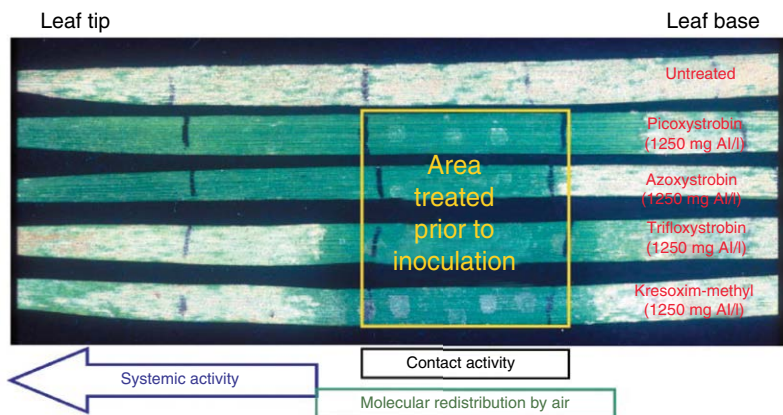 Leaf tip
Leaf base
Untreated
Picoxystrobin
(1250 mg AI/l)
Area
treated
prior to
inoculation
Azoxystrobin
(1250 mg AI/l)
Trifloxystrobin
(1250 mg AI/l)
Kresoxim-methyl
(1250 mg AI/l)
Contact activity
Systemic activity
Molecular redistribution by air